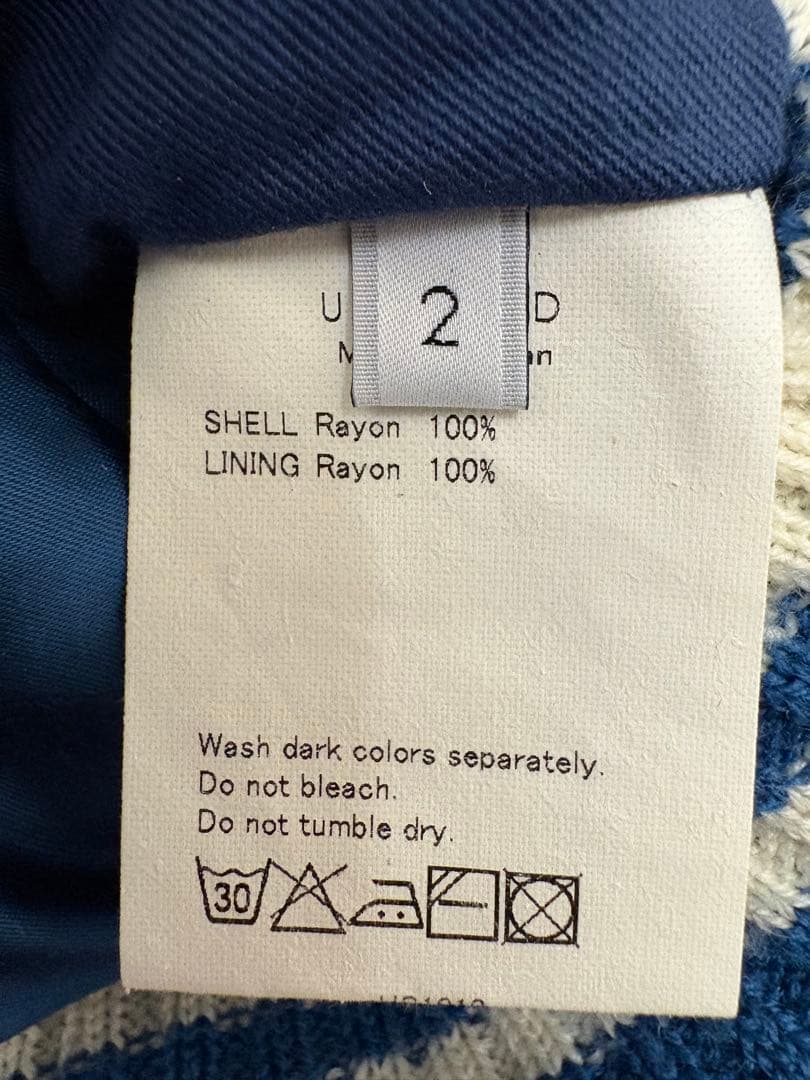 2
SHELL Rayon 100%
LINING Rayon 100%
Wash dark colors separately.
Do not bleach.
Do not tumble dry.
30